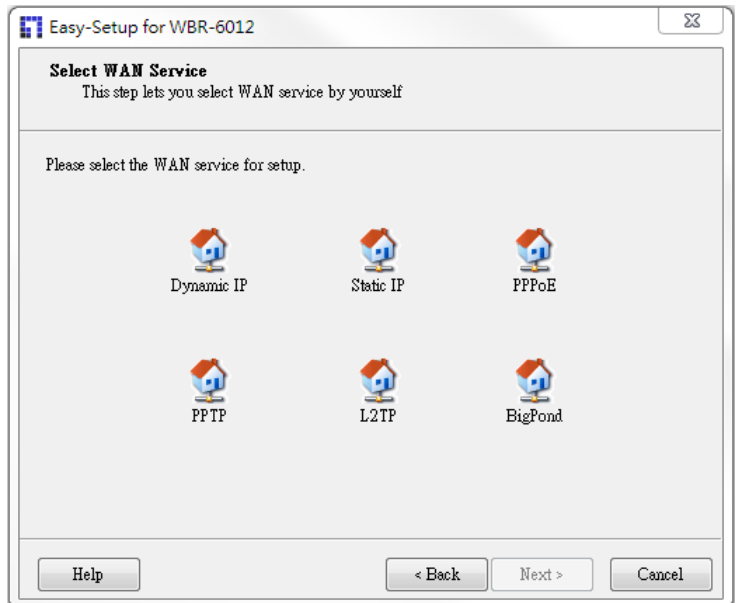 Easy-Setup for WBR-6012
Select WAN Service
This step lets you select WAN service by yourself
Please select the WAN service for setup.
Dynamic IP
Static IP
PPPoE
PPTP
L2TP
BigPond
Help
< Back
Next >
Cancel